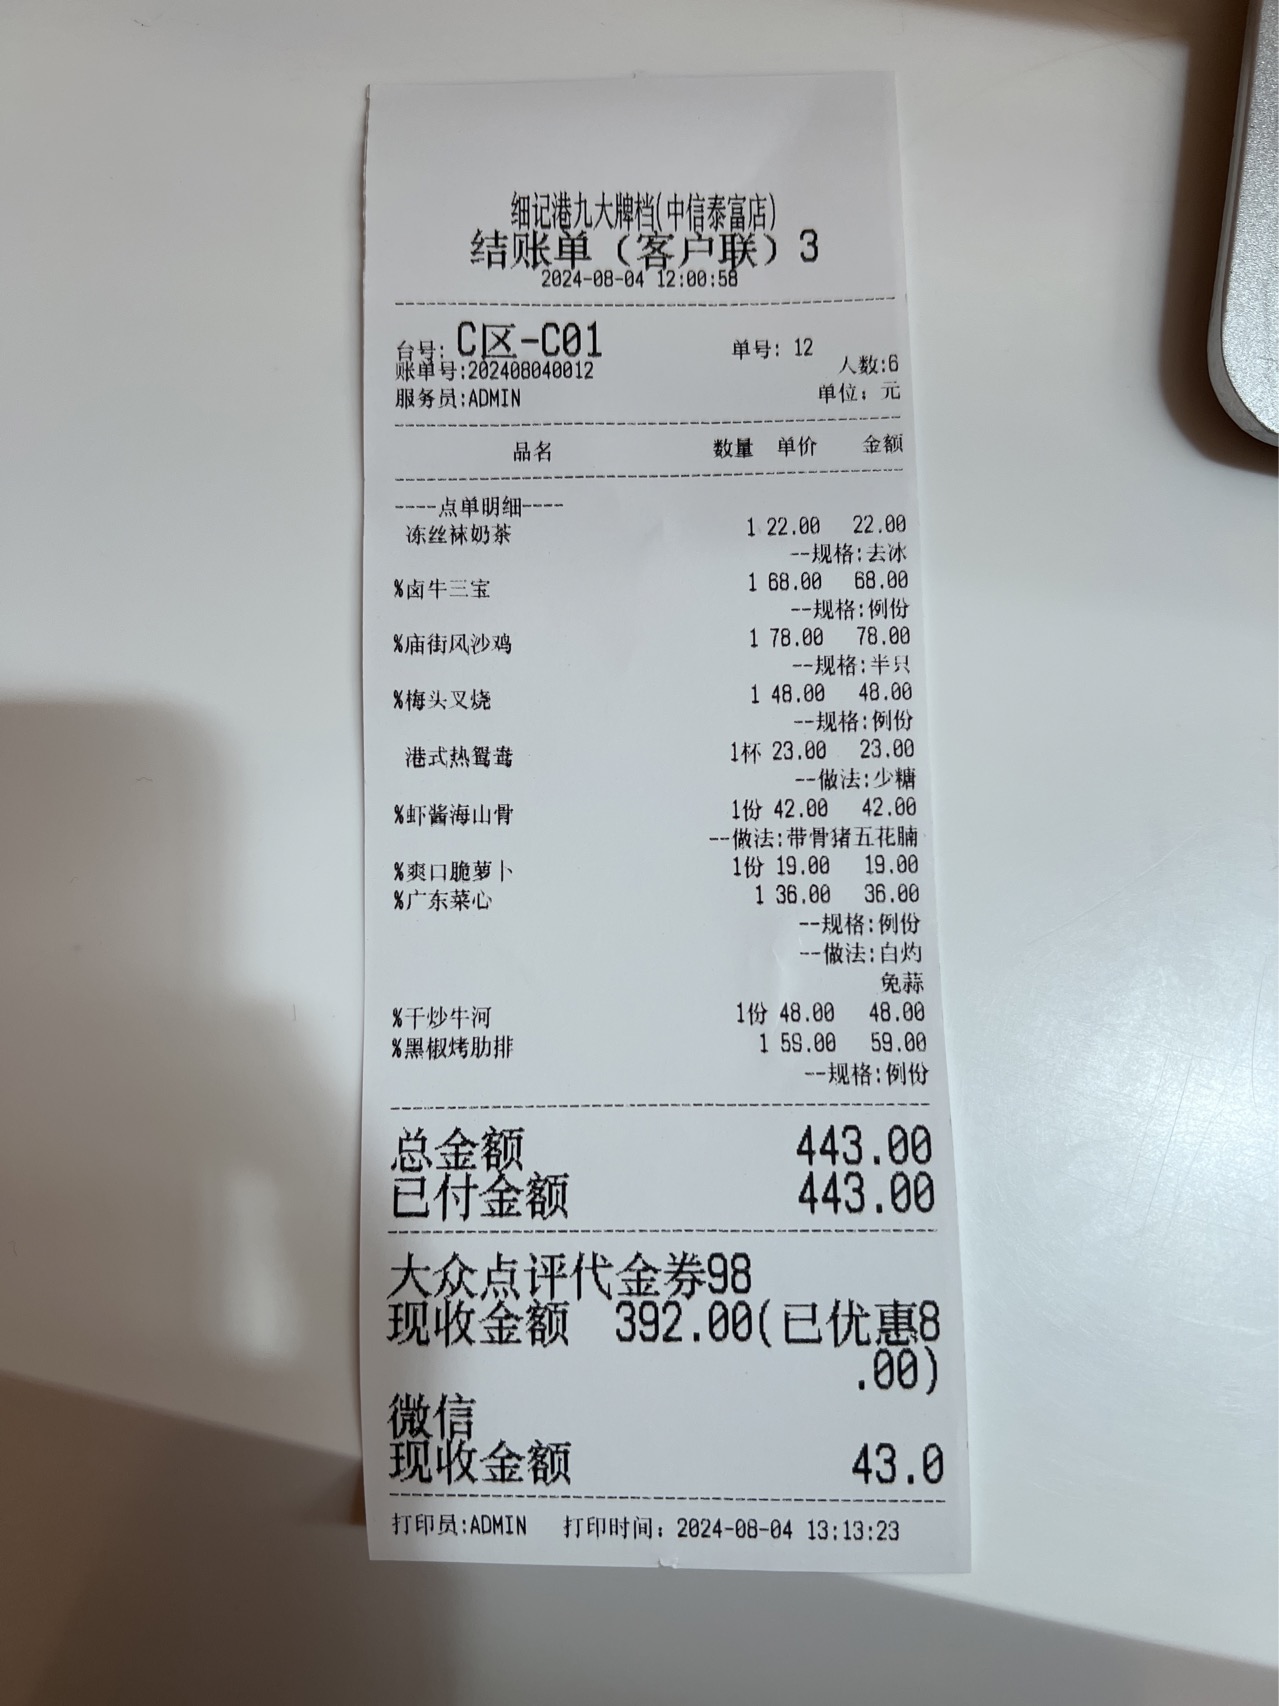 细记港九大牌档(中信泰富店)
结账单（客户联）3
2024-08-04 12:00:58
台号: C区-C01 单号: 12
账单号:202408040012 人数:6
服务员:ADMIN 单位: 元
品名 数量 单价 金额
----点单明细----
冻丝袜奶茶 1 22.00 22.00
--规格:去冰
%卤牛三宝 1 68.00 68.00
--规格:例份
%庙街风沙鸡 1 78.00 78.00
--规格:半只
%梅头叉烧 1 48.00 48.00
--规格:例份
港式热鸳鸯 1杯 23.00 23.00
--做法:少糖
%虾酱海山骨 1份 42.00 42.00
--做法:带骨猪五花腩
%爽口脆萝卜 1份 19.00 19.00
%广东菜心 1 36.00 36.00
--规格:例份
--做法:白灼
免蒜
%干炒牛河 1份 48.00 48.00
%黑椒烤肋排 1 59.00 59.00
--规格:例份
总金额 443.00
已付金额 443.00
大众点评代金券98
现收金额 392.00(已优惠8
.00)
微信
现收金额 43.0
打印员:ADMIN 打印时间: 2024-08-04 13:13:23